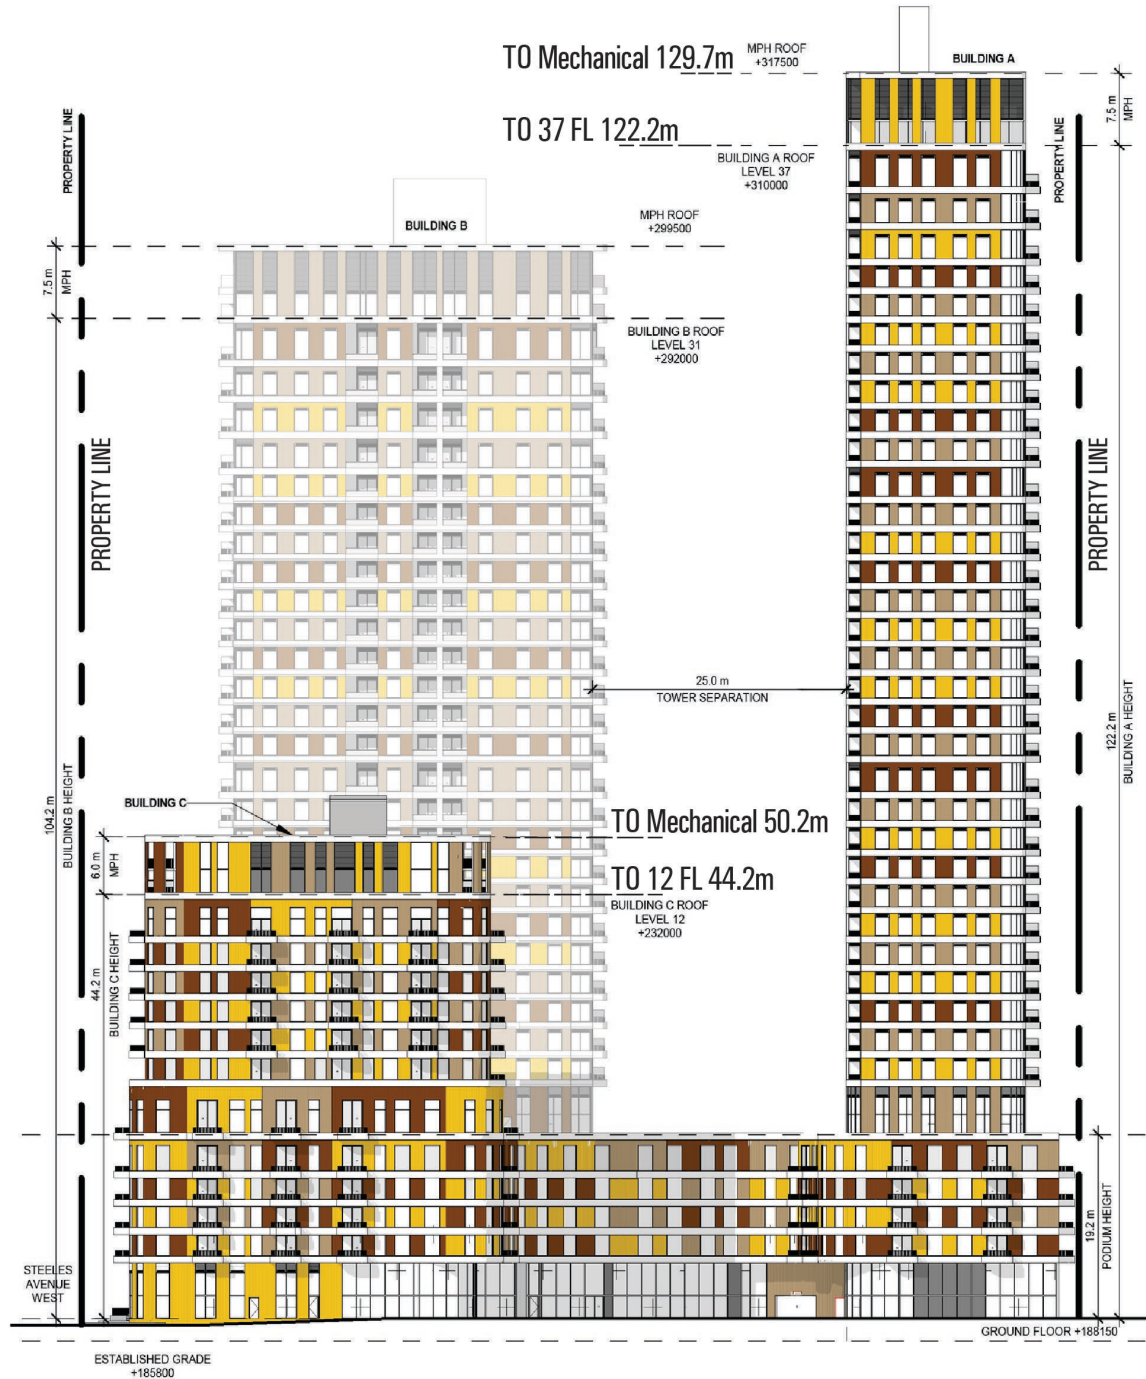 TO Mechanical 129.7m
MPH ROOF
+317500
BUILDING A
7.5 m
MPH
PROPERTY LINE
TO 37 FL 122.2m
PROPERTY LINE
BUILDING A ROOF
LEVEL 37
+310000
BUILDING B
MPH ROOF
+299500
7.5 m
MPH
BUILDING B ROOF
LEVEL 31
+292000
PROPERTY LINE
PROPERTY LINE
25.0 m
TOWER SEPARATION
122.2 m
BUILDING A HEIGHT
104.2 m
BUILDING B HEIGHT
BUILDING C
TO Mechanical 50.2m
6.0 m
MPH
TO 12 FL 44.2m
BUILDING C ROOF
LEVEL 12
+232000
44.2 m
BUILDING C HEIGHT
19.2 m
PODIUM HEIGHT
STEELES
AVENUE
WEST
GROUND FLOOR +188150
ESTABLISHED GRADE
+185800